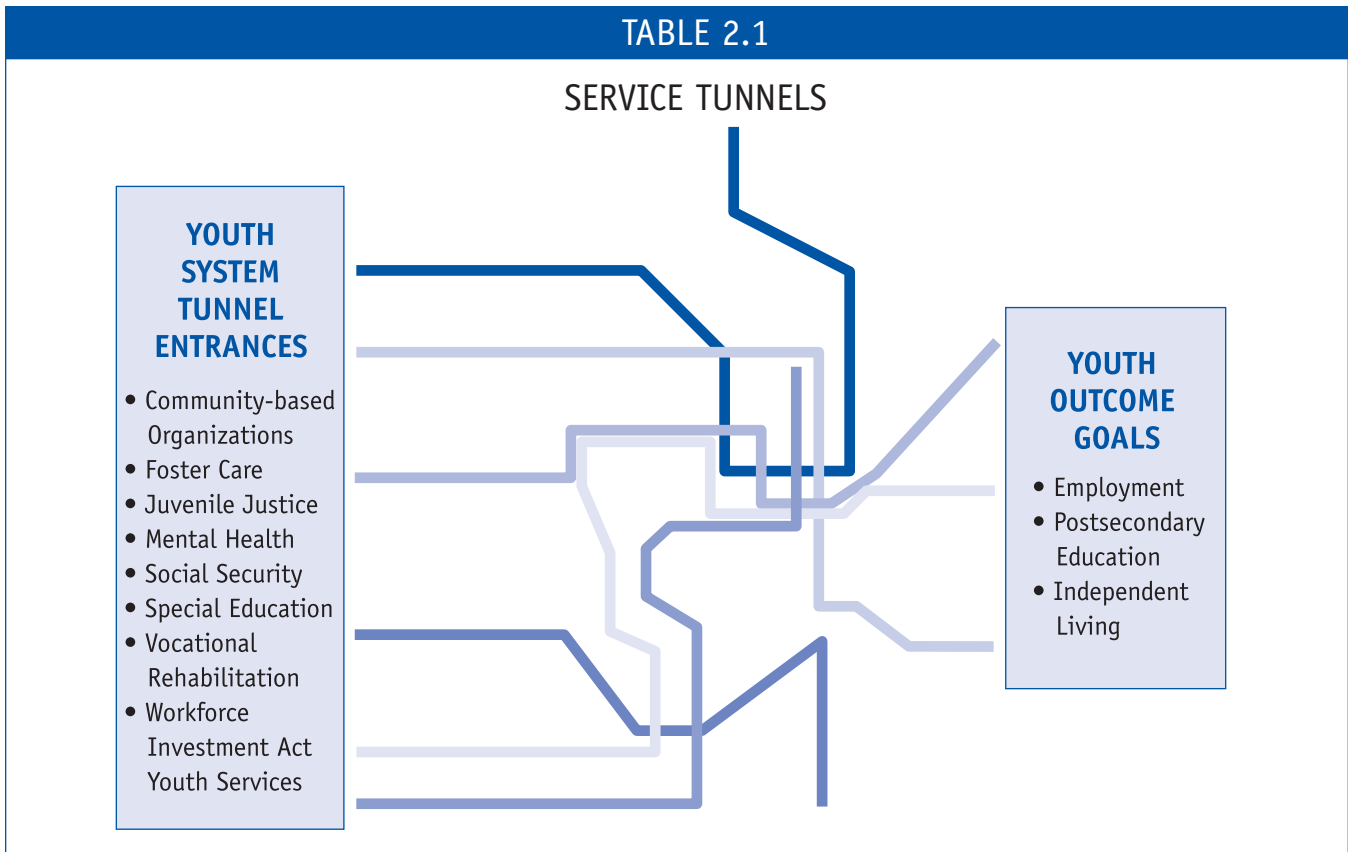 TABLE 2.1
SERVICE TUNNELS
YOUTH
SYSTEM
TUNNEL
ENTRANCES
• Community-based
Organizations
• Foster Care
• Juvenile Justice
• Mental Health
• Social Security
• Special Education
• Vocational
Rehabilitation
• Workforce
Investment Act
Youth Services
YOUTH
OUTCOME
GOALS
• Employment
• Postsecondary
Education
• Independent
Living